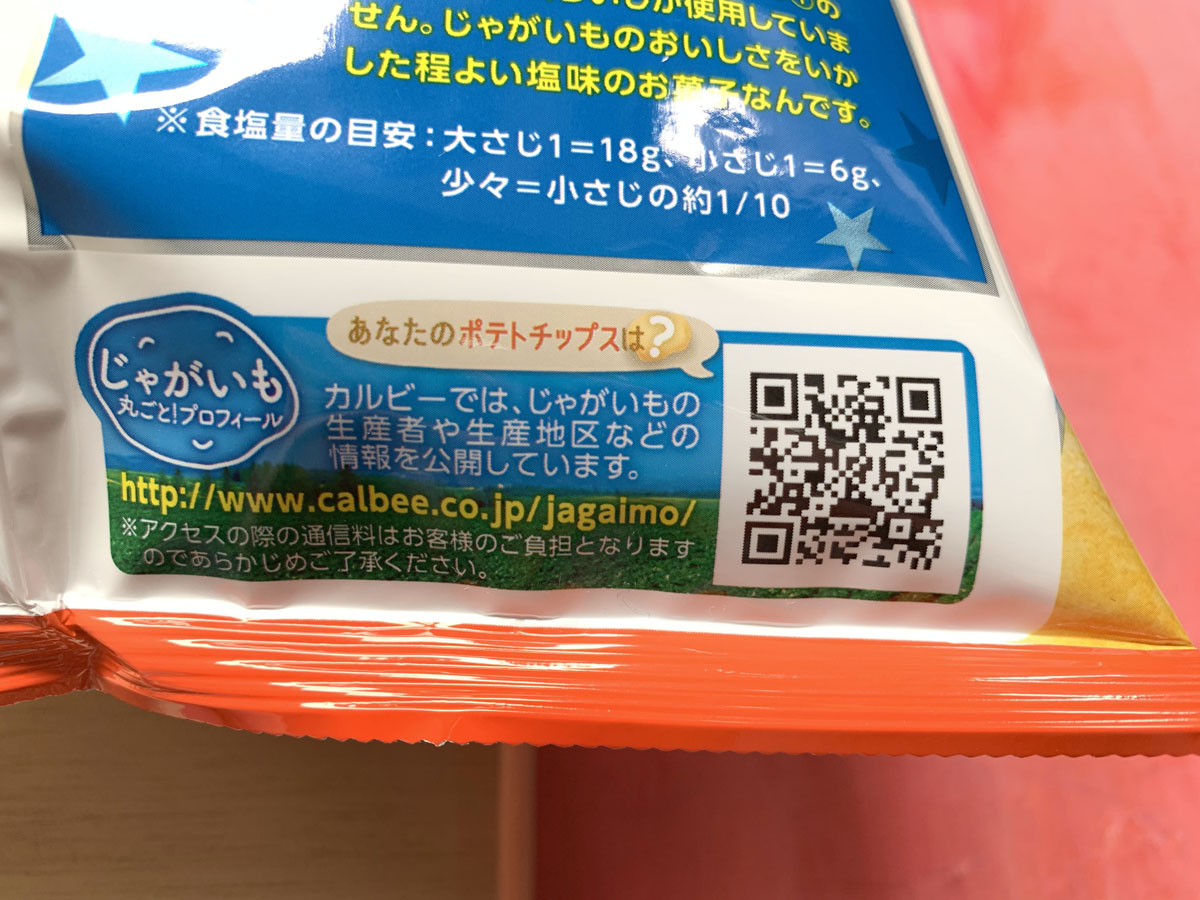 使用していま
せん。じゃがいものおいしさをいか
した程よい塩味のお菓子なんです。
※食塩量の目安：大さじ1＝18g、小さじ1＝6g、
少々＝小さじの約1/10
じゃがいも
丸ごと!プロフィール
あなたのポテトチップスは?
カルビーでは、じゃがいもの
生産者や生産地区などの
情報を公開しています。
http://www.calbee.co.jp/jagaimo/
※アクセスの際の通信料はお客様のご負担となります
のであらかじめご了承ください。